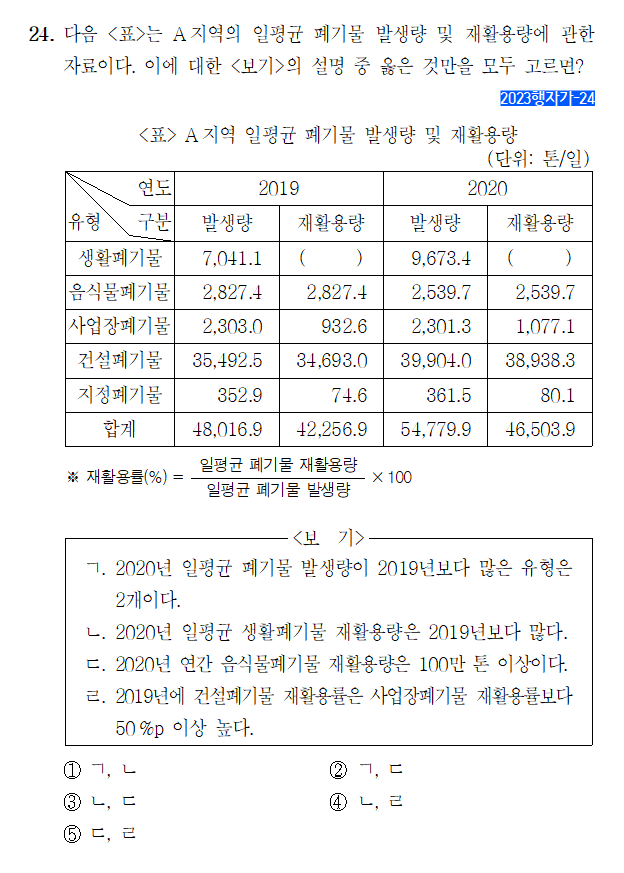 24. 다음 <표>는 A지역의 일평균 폐기물 발생량 및 재활용량에 관한
자료이다. 이에 대한 <보기>의 설명 중 옳은 것만을 모두 고르면?
2023행자가-24
<표> A지역 일평균 폐기물 발생량 및 재활용량
(단위: 톤/일)
연도 2019 2020
유형 구분 발생량 재활용량 발생량 재활용량
생활폐기물 7,041.1 ( ) 9,673.4 ( )
음식물폐기물 2,827.4 2,827.4 2,539.7 2,539.7
사업장폐기물 2,303.0 932.6 2,301.3 1,077.1
건설폐기물 35,492.5 34,693.0 39,904.0 38,938.3
지정폐기물 352.9 74.6 361.5 80.1
합계 48,016.9 42,256.9 54,779.9 46,503.9
※ 재활용률(%) = 일평균 폐기물 재활용량 / 일평균 폐기물 발생량 × 100
<보 기>
ㄱ. 2020년 일평균 폐기물 발생량이 2019년보다 많은 유형은
2개이다.
ㄴ. 2020년 일평균 생활폐기물 재활용량은 2019년보다 많다.
ㄷ. 2020년 연간 음식물폐기물 재활용량은 100만 톤 이상이다.
ㄹ. 2019년에 건설폐기물 재활용률은 사업장폐기물 재활용률보다
50%p 이상 높다.
① ㄱ, ㄴ ② ㄱ, ㄷ
③ ㄴ, ㄷ ④ ㄴ, ㄹ
⑤ ㄷ, ㄹ